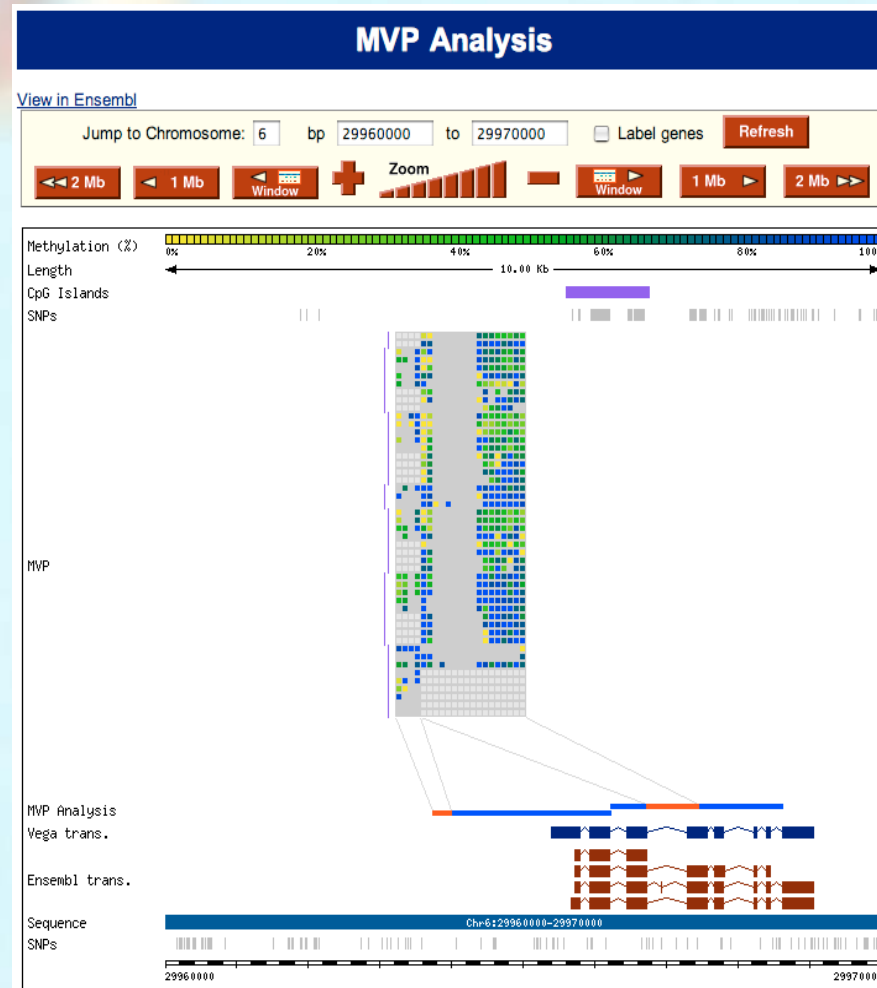 MVP Analysis
View in Ensembl
Jump to Chromosome: 6 bp 29960000 to 29970000 Label genes Refresh
2 Mb 1 Mb Window Zoom Window 1 Mb 2 Mb
Methylation (%)
0% 20% 40% 60% 80% 100
Length 10.00 Kb
CpG Islands
SNPs
MVP
MVP Analysis
Vega trans.
Ensembl trans.
Sequence Chr6:29960000-29970000
SNPs
29960000 2997000